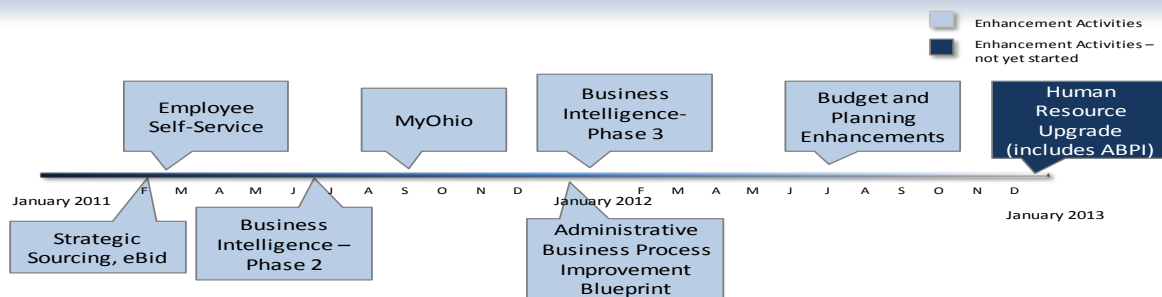 Enhancement Activities
Enhancement Activities –
not yet started
Employee
Self-Service
MyOhio
Business
Intelligence-
Phase 3
Budget and
Planning
Enhancements
Human
Resource
Upgrade
(includes ABPI)
F M A M J J A S O N D F M A M J J A S O N D
January 2011
January 2012
January 2013
Strategic
Sourcing, eBid
Business
Intelligence –
Phase 2
Administrative
Business Process
Improvement
Blueprint